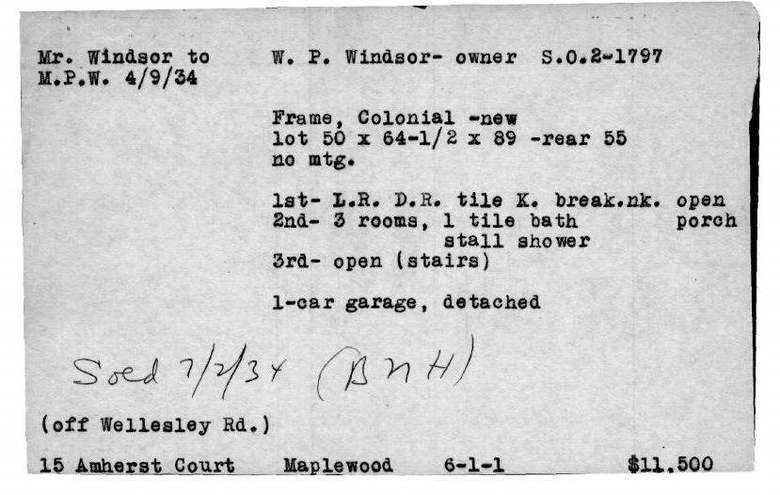 Mr. Windsor to W. P. Windsor- owner S.O.2-1797
M.P.W. 4/9/34
Frame, Colonial -new
lot 50 x 64-1/2 x 89 -rear 55
no mtg.
1st- L.R. D.R. tile K. break.nk. open
2nd- 3 rooms, 1 tile bath porch
stall shower
3rd- open (stairs)
1-car garage, detached
Sold 7/2/34 (B N H)
(off Wellesley Rd.)
15 Amherst Court Maplewood 6-1-1 $11,500